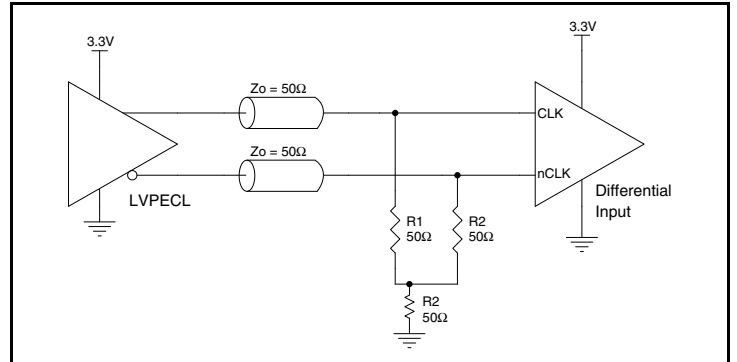 3.3V
3.3V
Zo = 50Ω
CLK
Zo = 50Ω
nCLK
LVPECL
Differential
Input
R1
50Ω
R2
50Ω
R2
50Ω